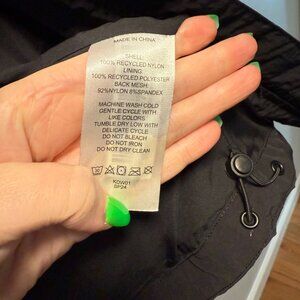 MADE IN CHINA
SHELL
100% RECYCLED NYLON
LINING
100% RECYCLED POLYESTER
BACK MESH:
92%NYLON 8%SPANDEX
MACHINE WASH COLD
GENTLE CYCLE WITH
LIKE COLORS
TUMBLE DRY LOW WITH
DELICATE CYCLE
DO NOT BLEACH
DO NOT IRON
DO NOT DRY CLEAN
KDW01
SP24